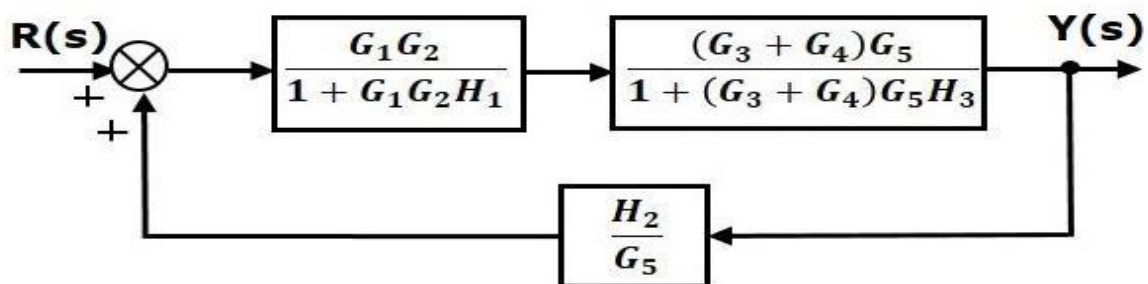 R(s)
+
+
G₁G₂
1 + G₁G₂H₁
(G₃ + G₄)G₅
1 + (G₃ + G₄)G₅H₃
Y(s)
H₂
G₅